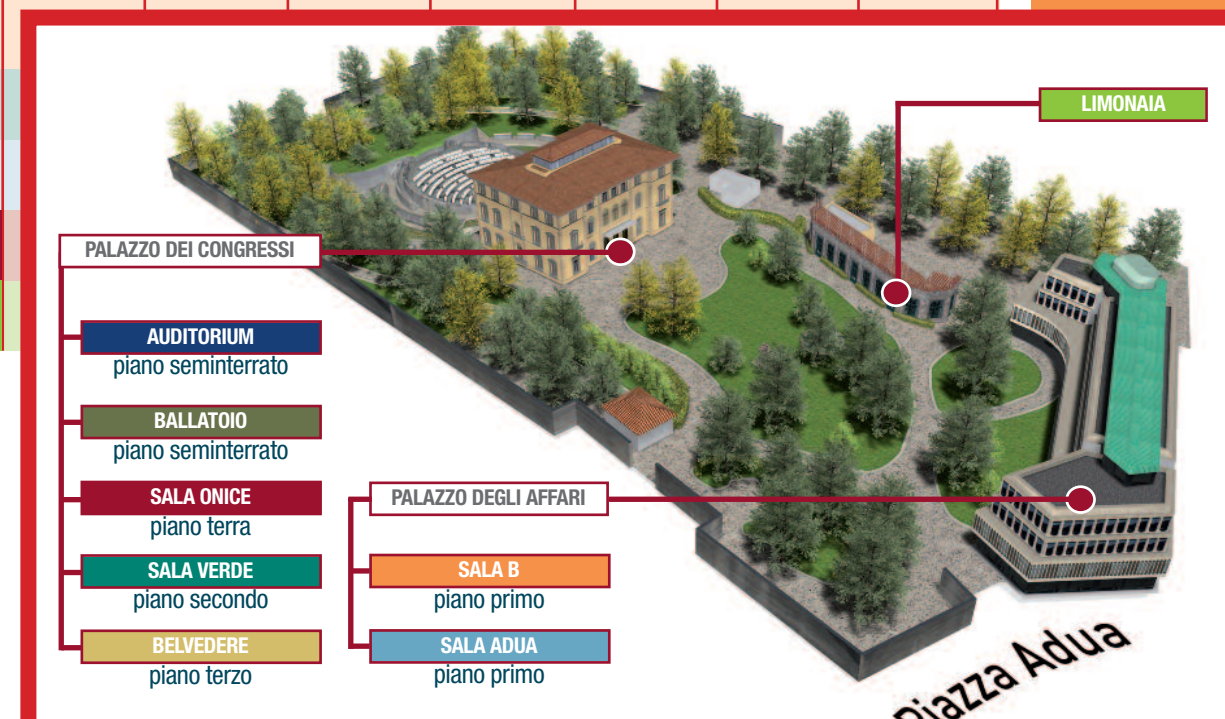 LIMONAIA
PALAZZO DEI CONGRESSI
AUDITORIUM
piano seminterrato
BALLATOIO
piano seminterrato
SALA ONICE
piano terra
SALA VERDE
piano secondo
BELVEDERE
piano terzo
PALAZZO DEGLI AFFARI
SALA B
piano primo
SALA ADUA
piano primo
Piazza Adua